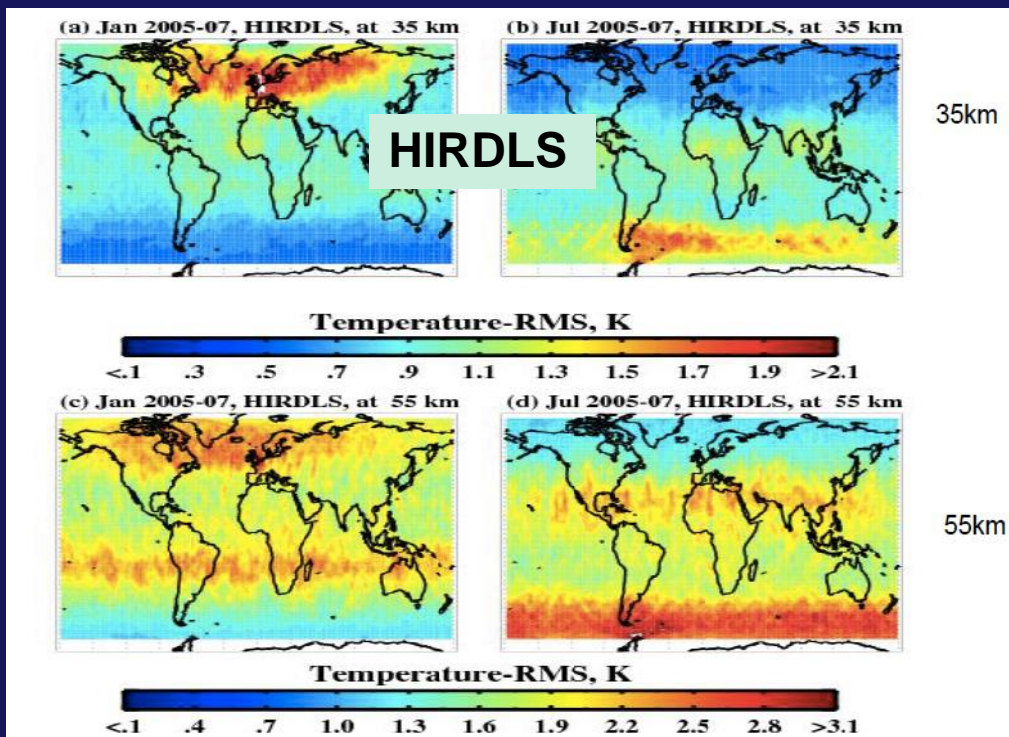 (a) Jan 2005-07, HIRDLS, at 35 km (b) Jul 2005-07, HIRDLS, at 35 km
35km
HIRDLS
Temperature-RMS, K
<.1 .3 .5 .7 .9 1.1 1.3 1.5 1.7 1.9 >2.1
(c) Jan 2005-07, HIRDLS, at 55 km (d) Jul 2005-07, HIRDLS, at 55 km
55km
Temperature-RMS, K
<.1 .4 .7 1.0 1.3 1.6 1.9 2.2 2.5 2.8 >3.1